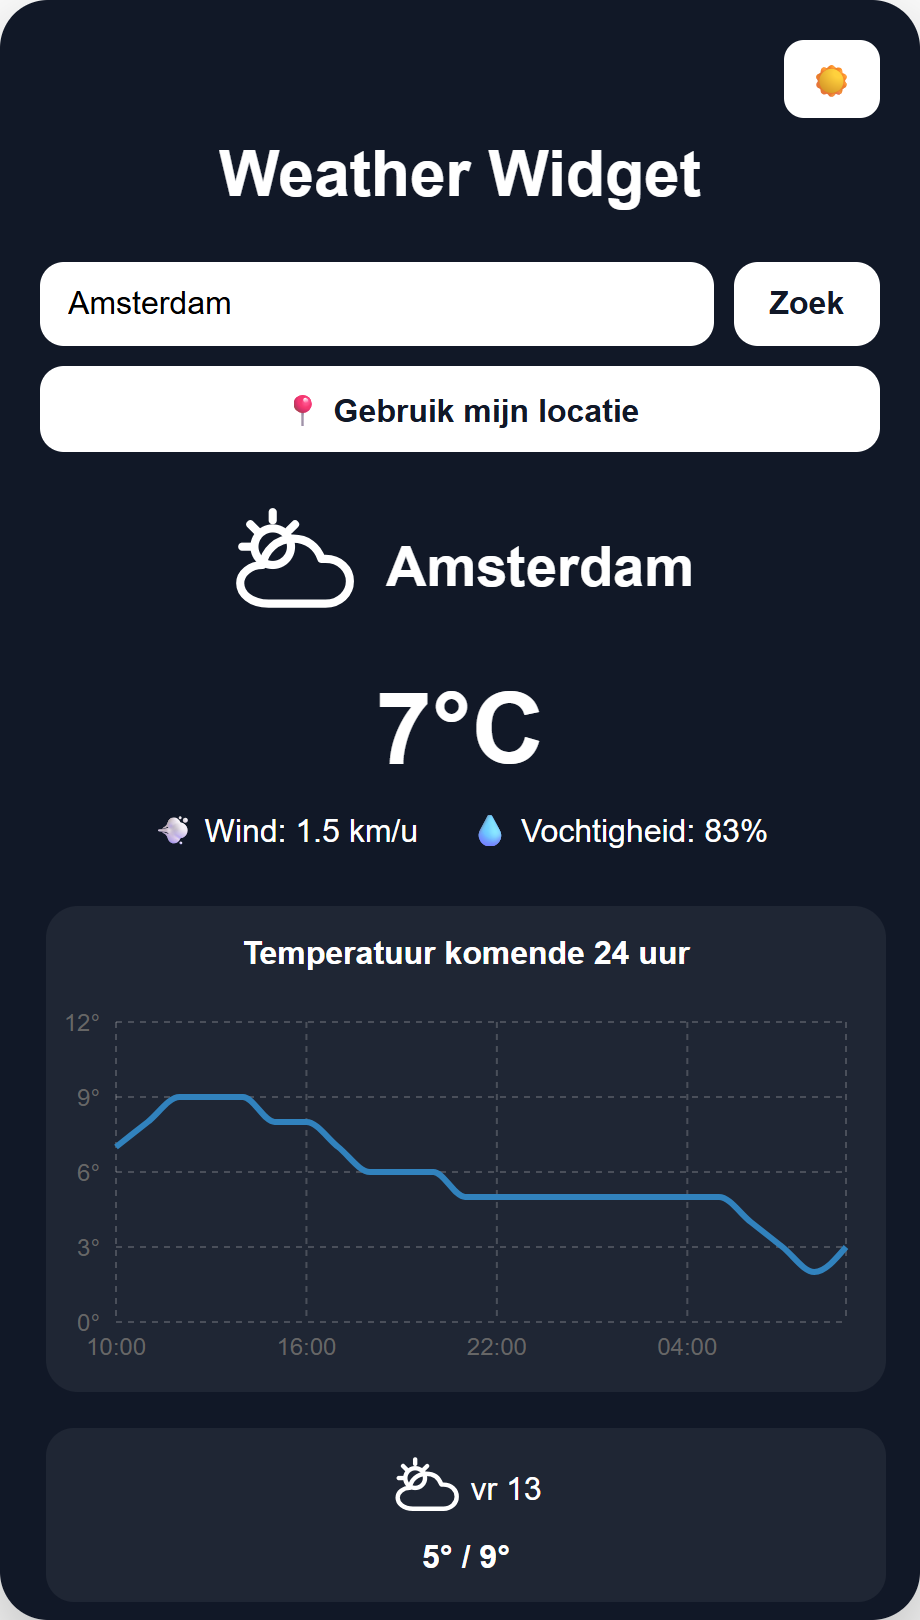 Weather Widget
Amsterdam
Zoek
Gebruik mijn locatie
Amsterdam
7°C
Wind: 1.5 km/u
Vochtigheid: 83%
Temperatuur komende 24 uur
12°
9°
6°
3°
0°
10:00 16:00 22:00 04:00
vr 13
5° / 9°